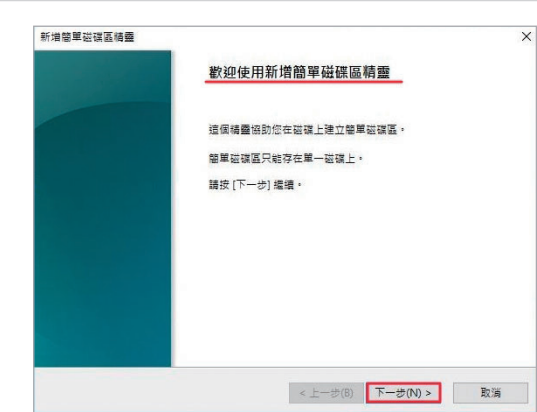 新增簡單磁碟區精靈
歡迎使用新增簡單磁碟區精靈
這個精靈協助您在磁碟上建立簡單磁碟區。
簡單磁碟區只能存在單一磁碟上。
請按 [下一步] 繼續。
< 上一步(B) 下一步(N) > 取消